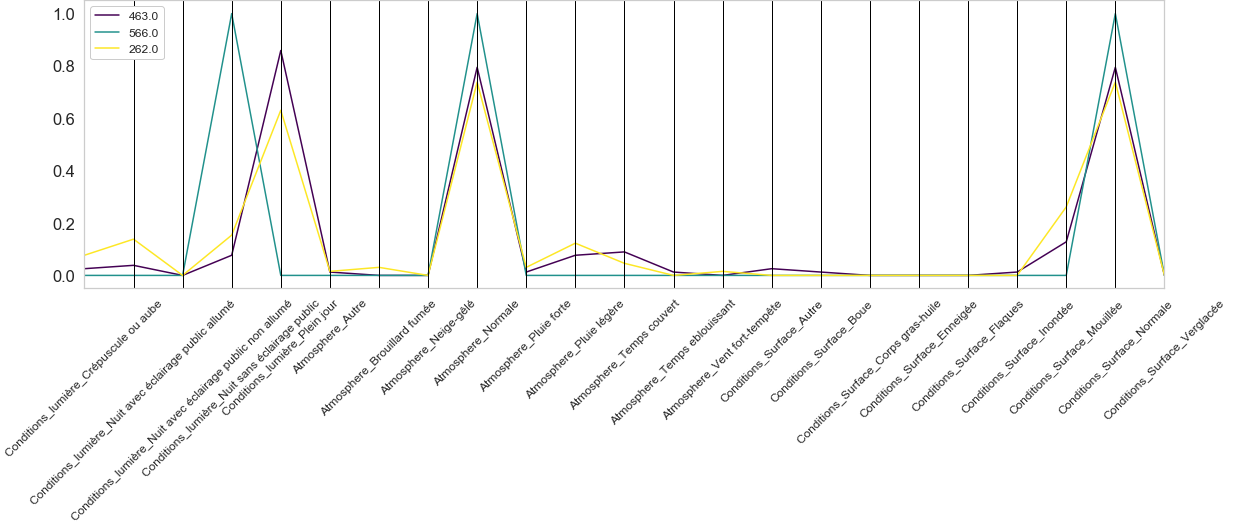 1.0
0.8
0.6
0.4
0.2
0.0
463.0
566.0
262.0
Conditions_lumière_Crépuscule ou aube
Conditions_lumière_Nuit avec éclairage public allumé
Conditions_lumière_Nuit avec éclairage public non allumé
Conditions_lumière_Nuit sans éclairage public
Conditions_lumière_Plein jour
Atmosphere_Autre
Atmosphere_Brouillard fumée
Atmosphere_Neige-gêlé
Atmosphere_Normale
Atmosphere_Pluie forte
Atmosphere_Pluie légère
Atmosphere_Temps couvert
Atmosphere_Temps eblouissant
Atmosphere_Vent fort-tempête
Conditions_Surface_Autre
Conditions_Surface_Boue
Conditions_Surface_Corps gras-huile
Conditions_Surface_Enneigée
Conditions_Surface_Flaques
Conditions_Surface_Inondée
Conditions_Surface_Mouillée
Conditions_Surface_Normale
Conditions_Surface_Verglacée